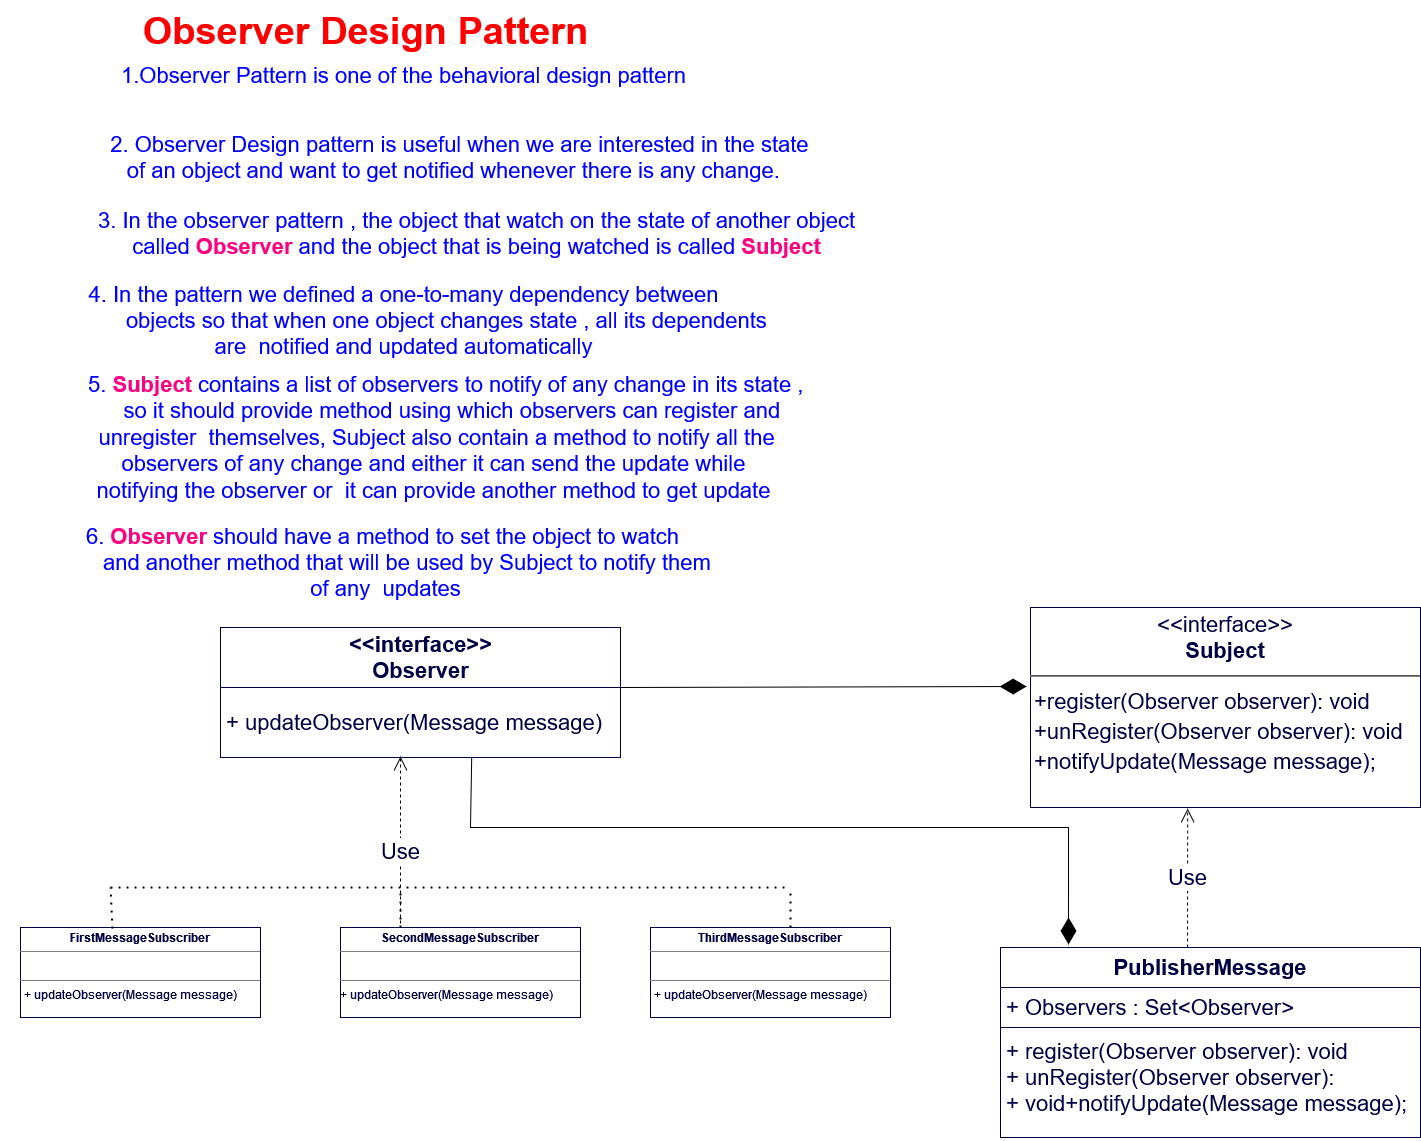 Observer Design Pattern
1.Observer Pattern is one of the behavioral design pattern
2. Observer Design pattern is useful when we are interested in the state
of an object and want to get notified whenever there is any change.
3. In the observer pattern , the object that watch on the state of another object
called Observer and the object that is being watched is called Subject
4. In the pattern we defined a one-to-many dependency between
objects so that when one object changes state , all its dependents
are  notified and updated automatically
5. Subject contains a list of observers to notify of any change in its state ,
so it should provide method using which observers can register and
unregister  themselves, Subject also contain a method to notify all the
observers of any change and either it can send the update while
notifying the observer or  it can provide another method to get update
6. Observer should have a method to set the object to watch
and another method that will be used by Subject to notify them
of any  updates
<<interface>>
Observer
+ updateObserver(Message message)
<<interface>>
Subject
+register(Observer observer): void
+unRegister(Observer observer): void
+notifyUpdate(Message message);
Use
Use
FirstMessageSubscriber
+ updateObserver(Message message)
SecondMessageSubscriber
+ updateObserver(Message message)
ThirdMessageSubscriber
+ updateObserver(Message message)
PublisherMessage
+ Observers : Set<Observer>
+ register(Observer observer): void
+ unRegister(Observer observer):
+ void+notifyUpdate(Message message);